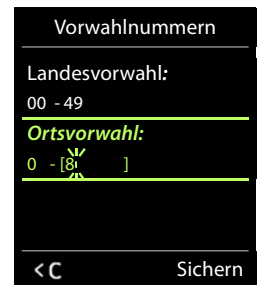 Vorwahlnummern
Landesvorwahl:
00 - 49
Ortsvorwahl:
0 - [8 ]
<C Sichern